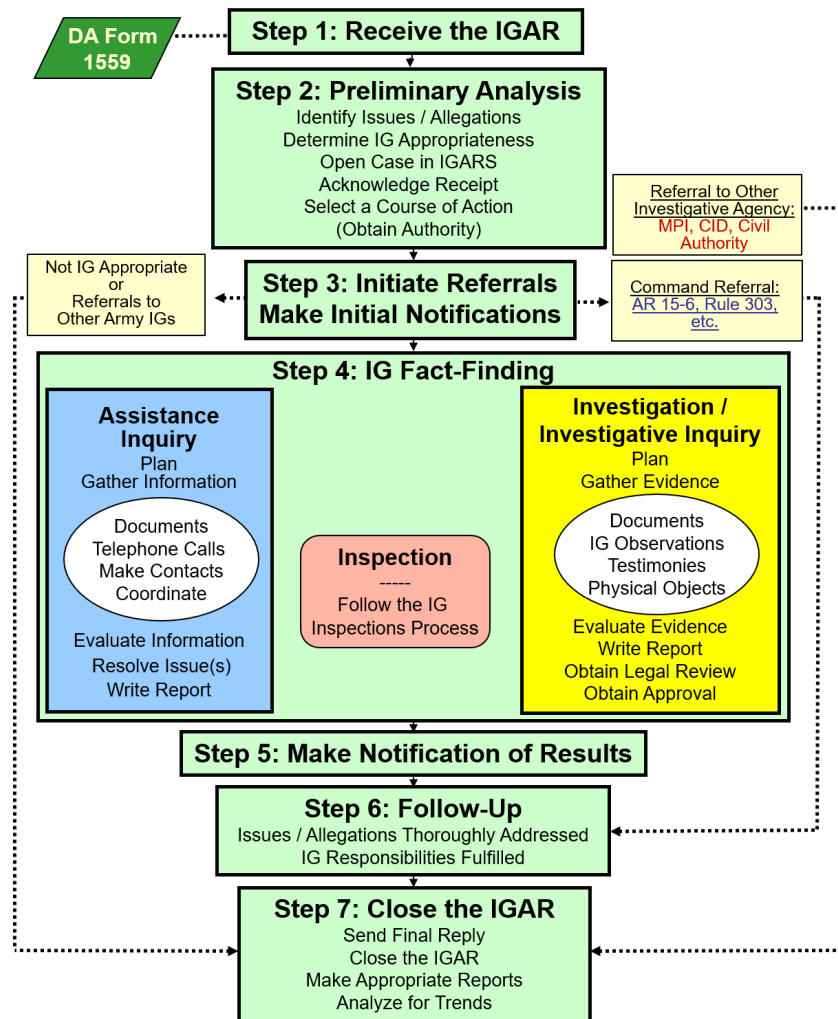 DA Form
1559
Step 1: Receive the IGAR
Step 2: Preliminary Analysis
Identify Issues / Allegations
Determine IG Appropriateness
Open Case in IGARS
Acknowledge Receipt
Select a Course of Action
(Obtain Authority)
Referral to Other
Investigative Agency:
MPI, CID, Civil
Authority
Not IG Appropriate
or
Referrals to
Other Army IGs
Step 3: Initiate Referrals
Make Initial Notifications
Command Referral:
AR 15-6, Rule 303,
etc.
Step 4: IG Fact-Finding
Assistance
Inquiry
Plan
Gather Information
Documents
Telephone Calls
Make Contacts
Coordinate
Evaluate Information
Resolve Issue(s)
Write Report
Inspection
-----
Follow the IG
Inspections Process
Investigation /
Investigative Inquiry
Plan
Gather Evidence
Documents
IG Observations
Testimonies
Physical Objects
Evaluate Evidence
Write Report
Obtain Legal Review
Obtain Approval
Step 5: Make Notification of Results
Step 6: Follow-Up
Issues / Allegations Thoroughly Addressed
IG Responsibilities Fulfilled
Step 7: Close the IGAR
Send Final Reply
Close the IGAR
Make Appropriate Reports
Analyze for Trends